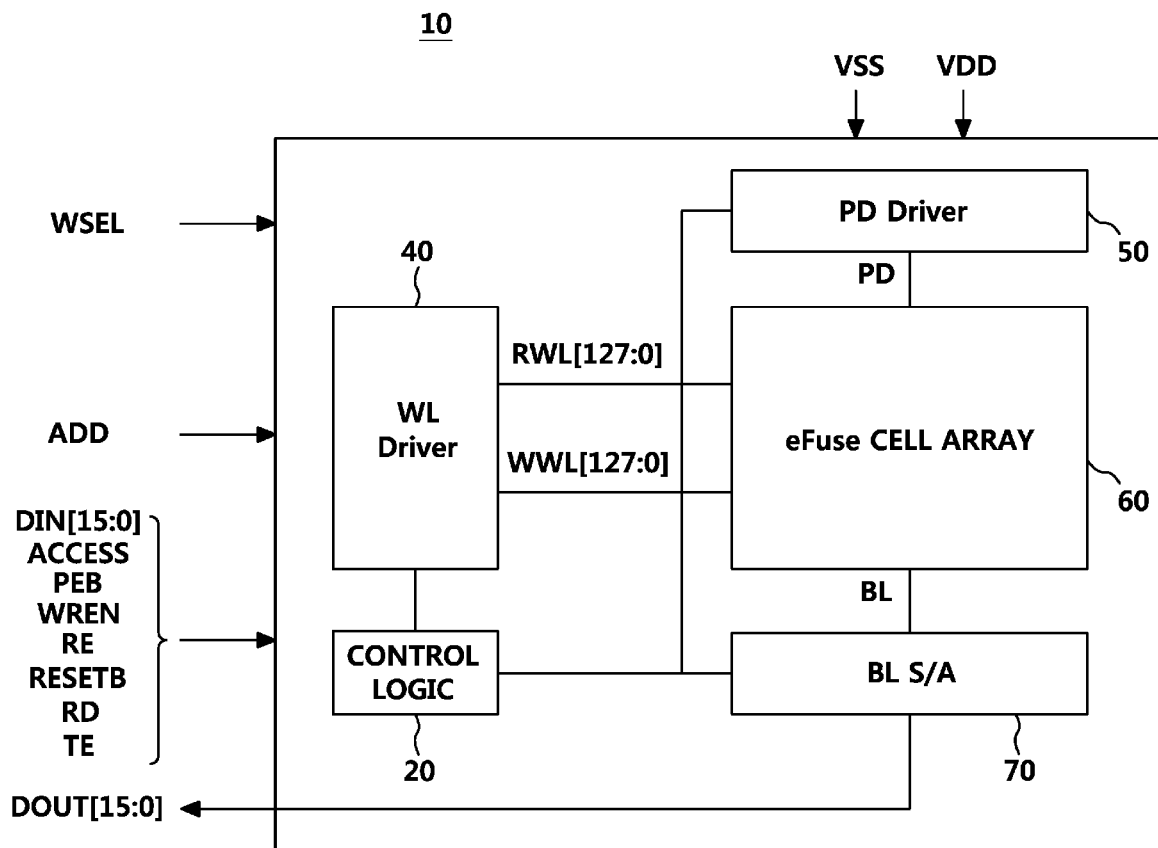 10
VSS
VDD
WSEL
PD Driver
50
PD
40
RWL[127:0]
WL
Driver
ADD
eFuse CELL ARRAY
WWL[127:0]
60
DIN[15:0]
ACCESS
PEB
WREN
RE
RESETB
RD
TE
BL
CONTROL
LOGIC
BL S/A
20
70
DOUT[15:0]